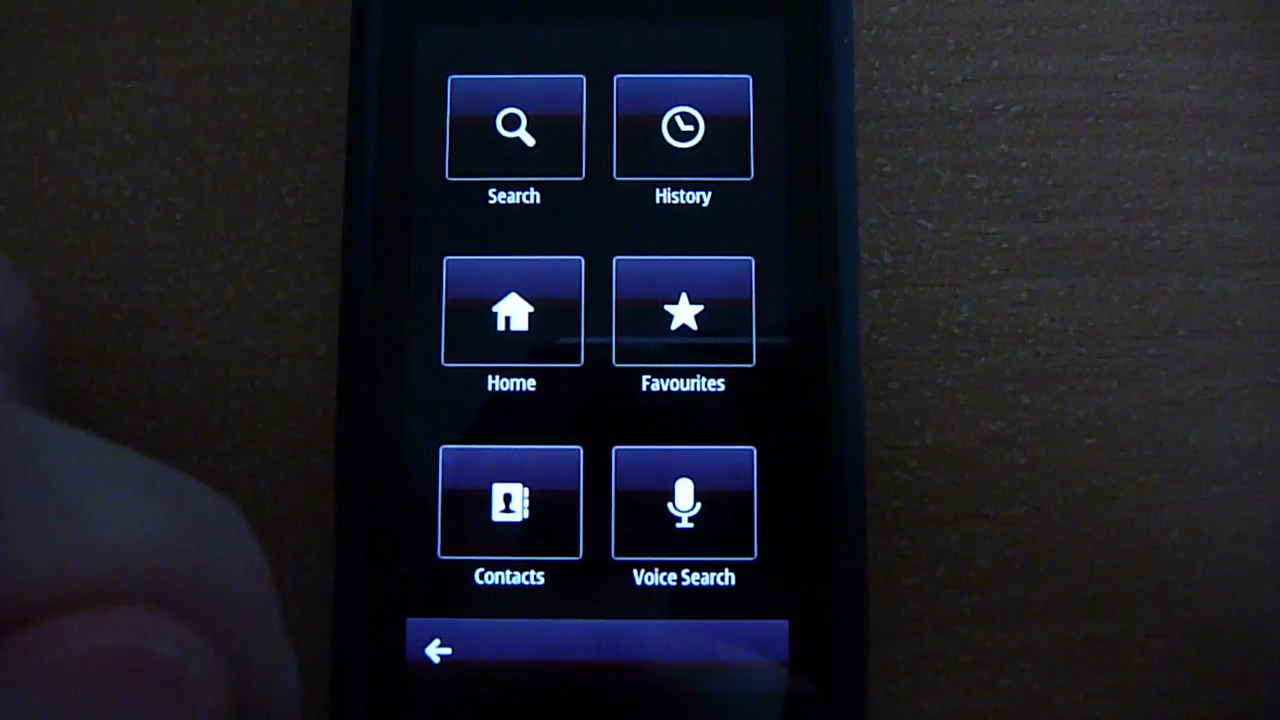 Search
History
Home
Favourites
Contacts
Voice Search